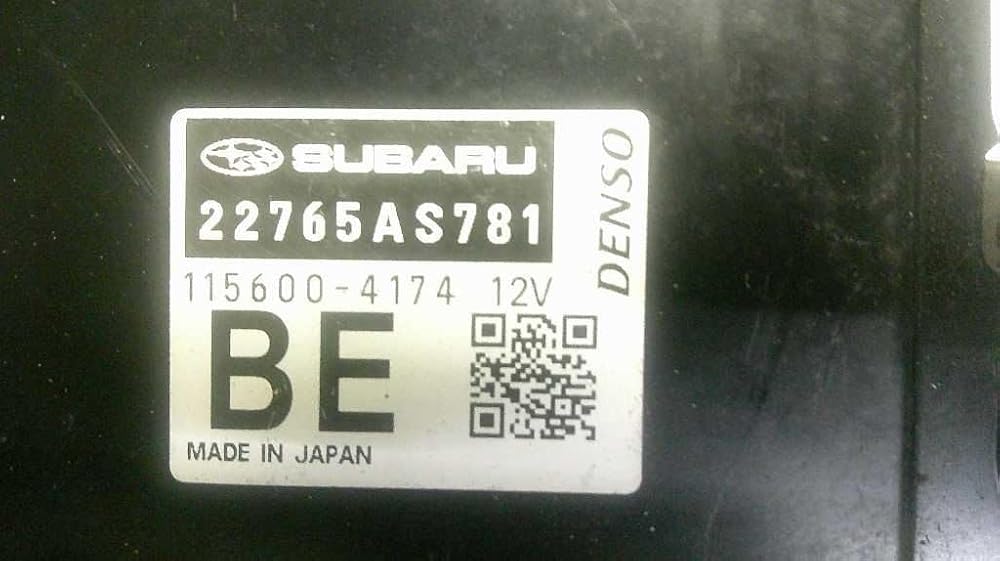 SUBARU
22765AS781
115600-4174 12V
BE
MADE IN JAPAN
DENSO